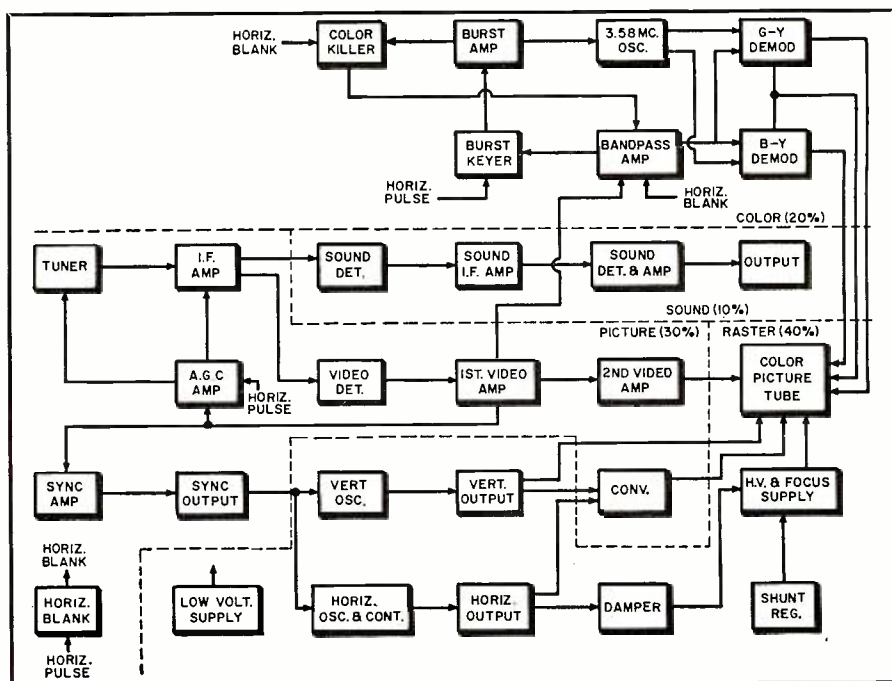 HORIZ.
BLANK
COLOR
KILLER
BURST
AMP
3.58 MC.
OSC.
G-Y
DEMOD
BURST
KEYER
BANDPASS
AMP
B-Y
DEMOD
HORIZ.
PULSE
HORIZ.
BLANK
COLOR (20%)
TUNER
I.F.
AMP
SOUND
DET.
SOUND
I.F. AMP
SOUND
DET. & AMP
OUTPUT
SOUND (10%)
PICTURE (30%)
RASTER (40%)
A.G.C
AMP
HORIZ.
PULSE
VIDEO
DET.
1ST. VIDEO
AMP
2ND VIDEO
AMP
COLOR
PICTURE
TUBE
SYNC
AMP
SYNC
OUTPUT
VERT
OSC.
VERT.
OUTPUT
CONV.
H.V. & FOCUS
SUPPLY
HORIZ.
BLANK
HORIZ.
BLANK
HORIZ.
PULSE
LOW VOLT.
SUPPLY
HORIZ.
OSC. & CONT.
HORIZ.
OUTPUT
DAMPER
SHUNT
REG.